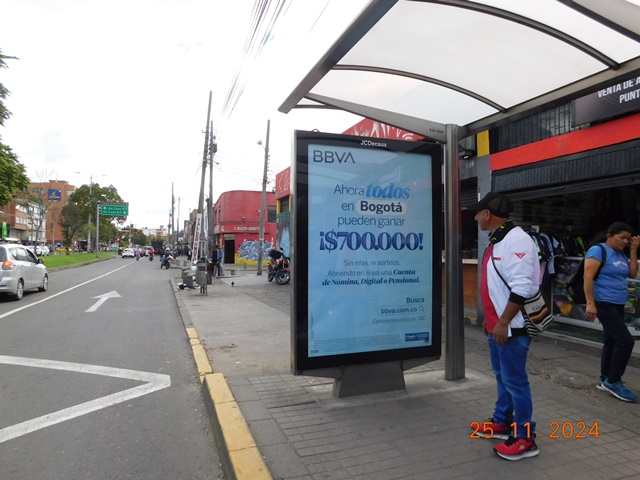 JCDecaux
BBVA
Ahora todos
en Bogotá
pueden ganar
¡$700.000!
Sin rifas, ni sorteos.
Abriendo en línea una Cuenta
de Nómina, Digital o Pensional.
Busca
bbva.com.co
VENTA DE A
PUNT
25 11 2024